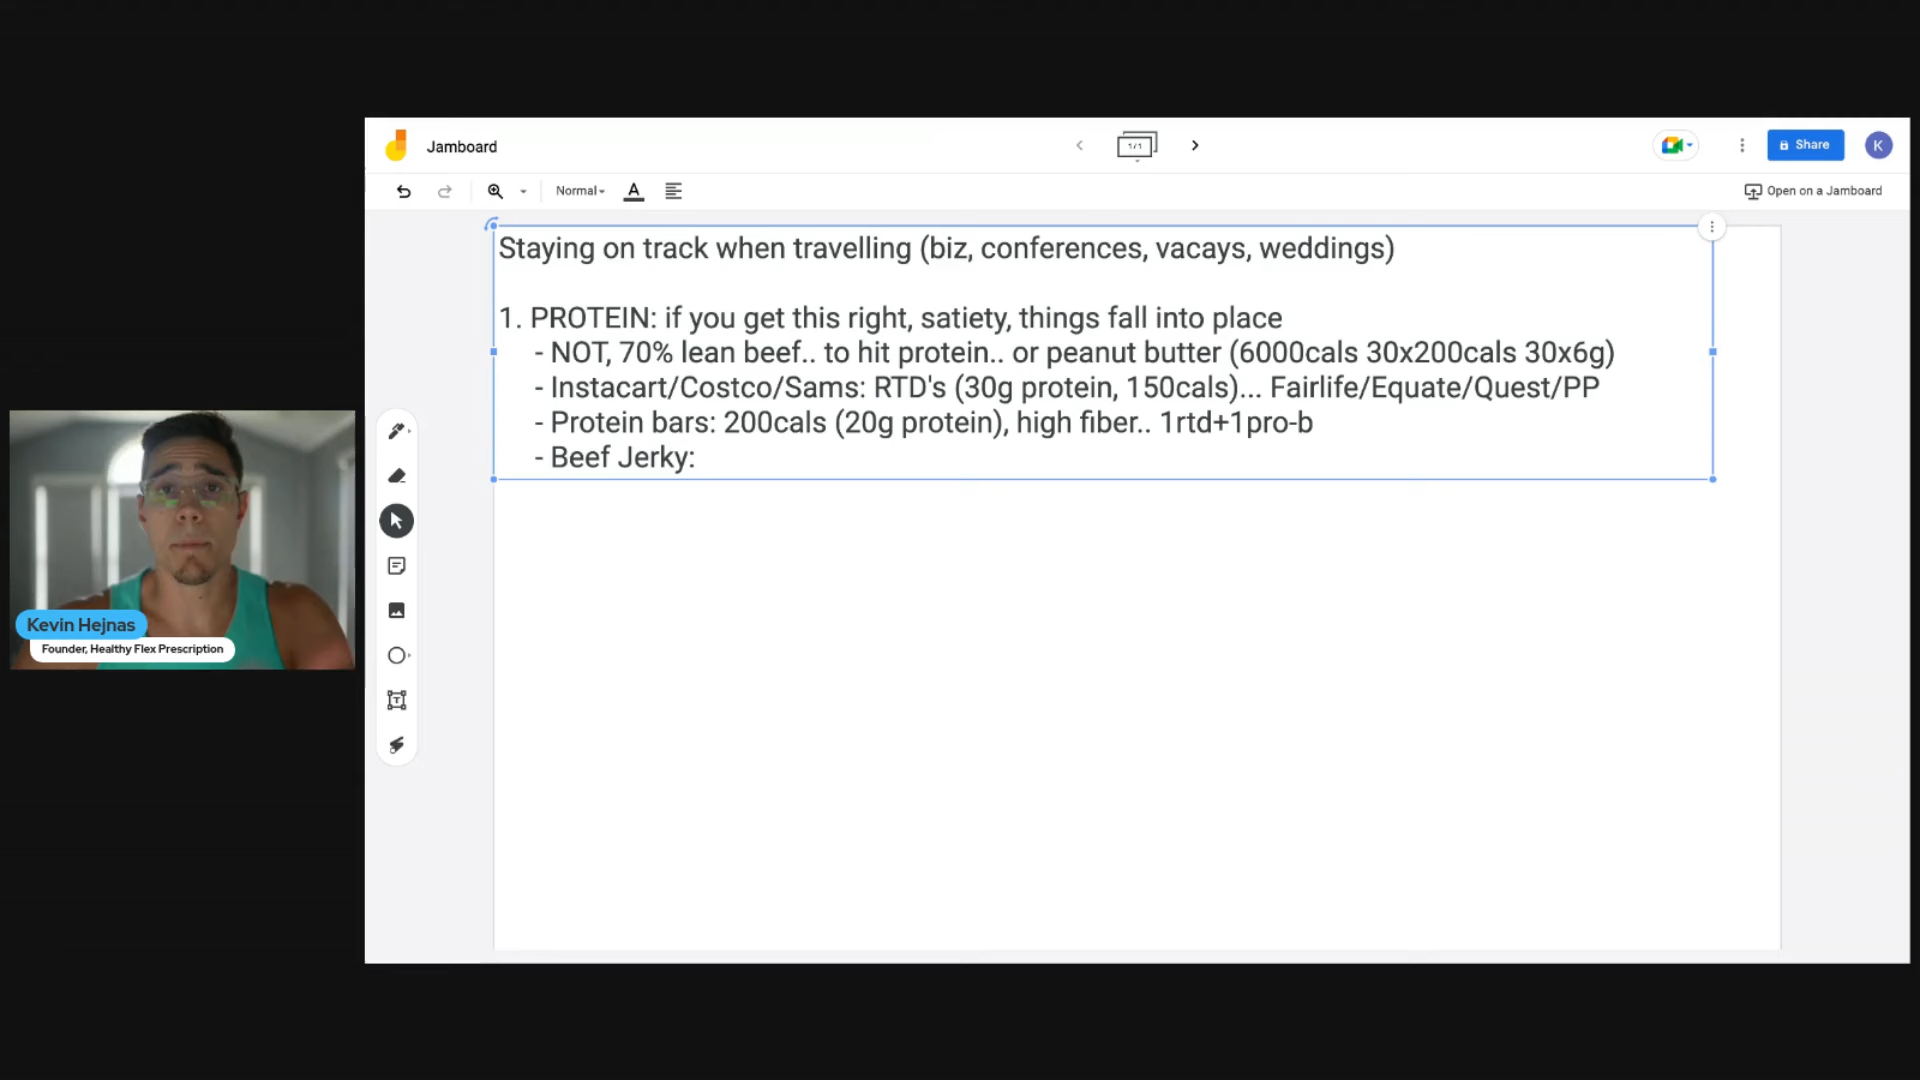 Jamboard
1/1
Share
K
Normal
A
Open on a Jamboard
Staying on track when travelling (biz, conferences, vacays, weddings)
1. PROTEIN: if you get this right, satiety, things fall into place
- NOT, 70% lean beef.. to hit protein.. or peanut butter (6000cals 30x200cals 30x6g)
- Instacart/Costco/Sams: RTD's (30g protein, 150cals)... Fairlife/Equate/Quest/PP
- Protein bars: 200cals (20g protein), high fiber.. 1rtd+1pro-b
- Beef Jerky:
Kevin Hejnas
Founder, Healthy Flex Prescription